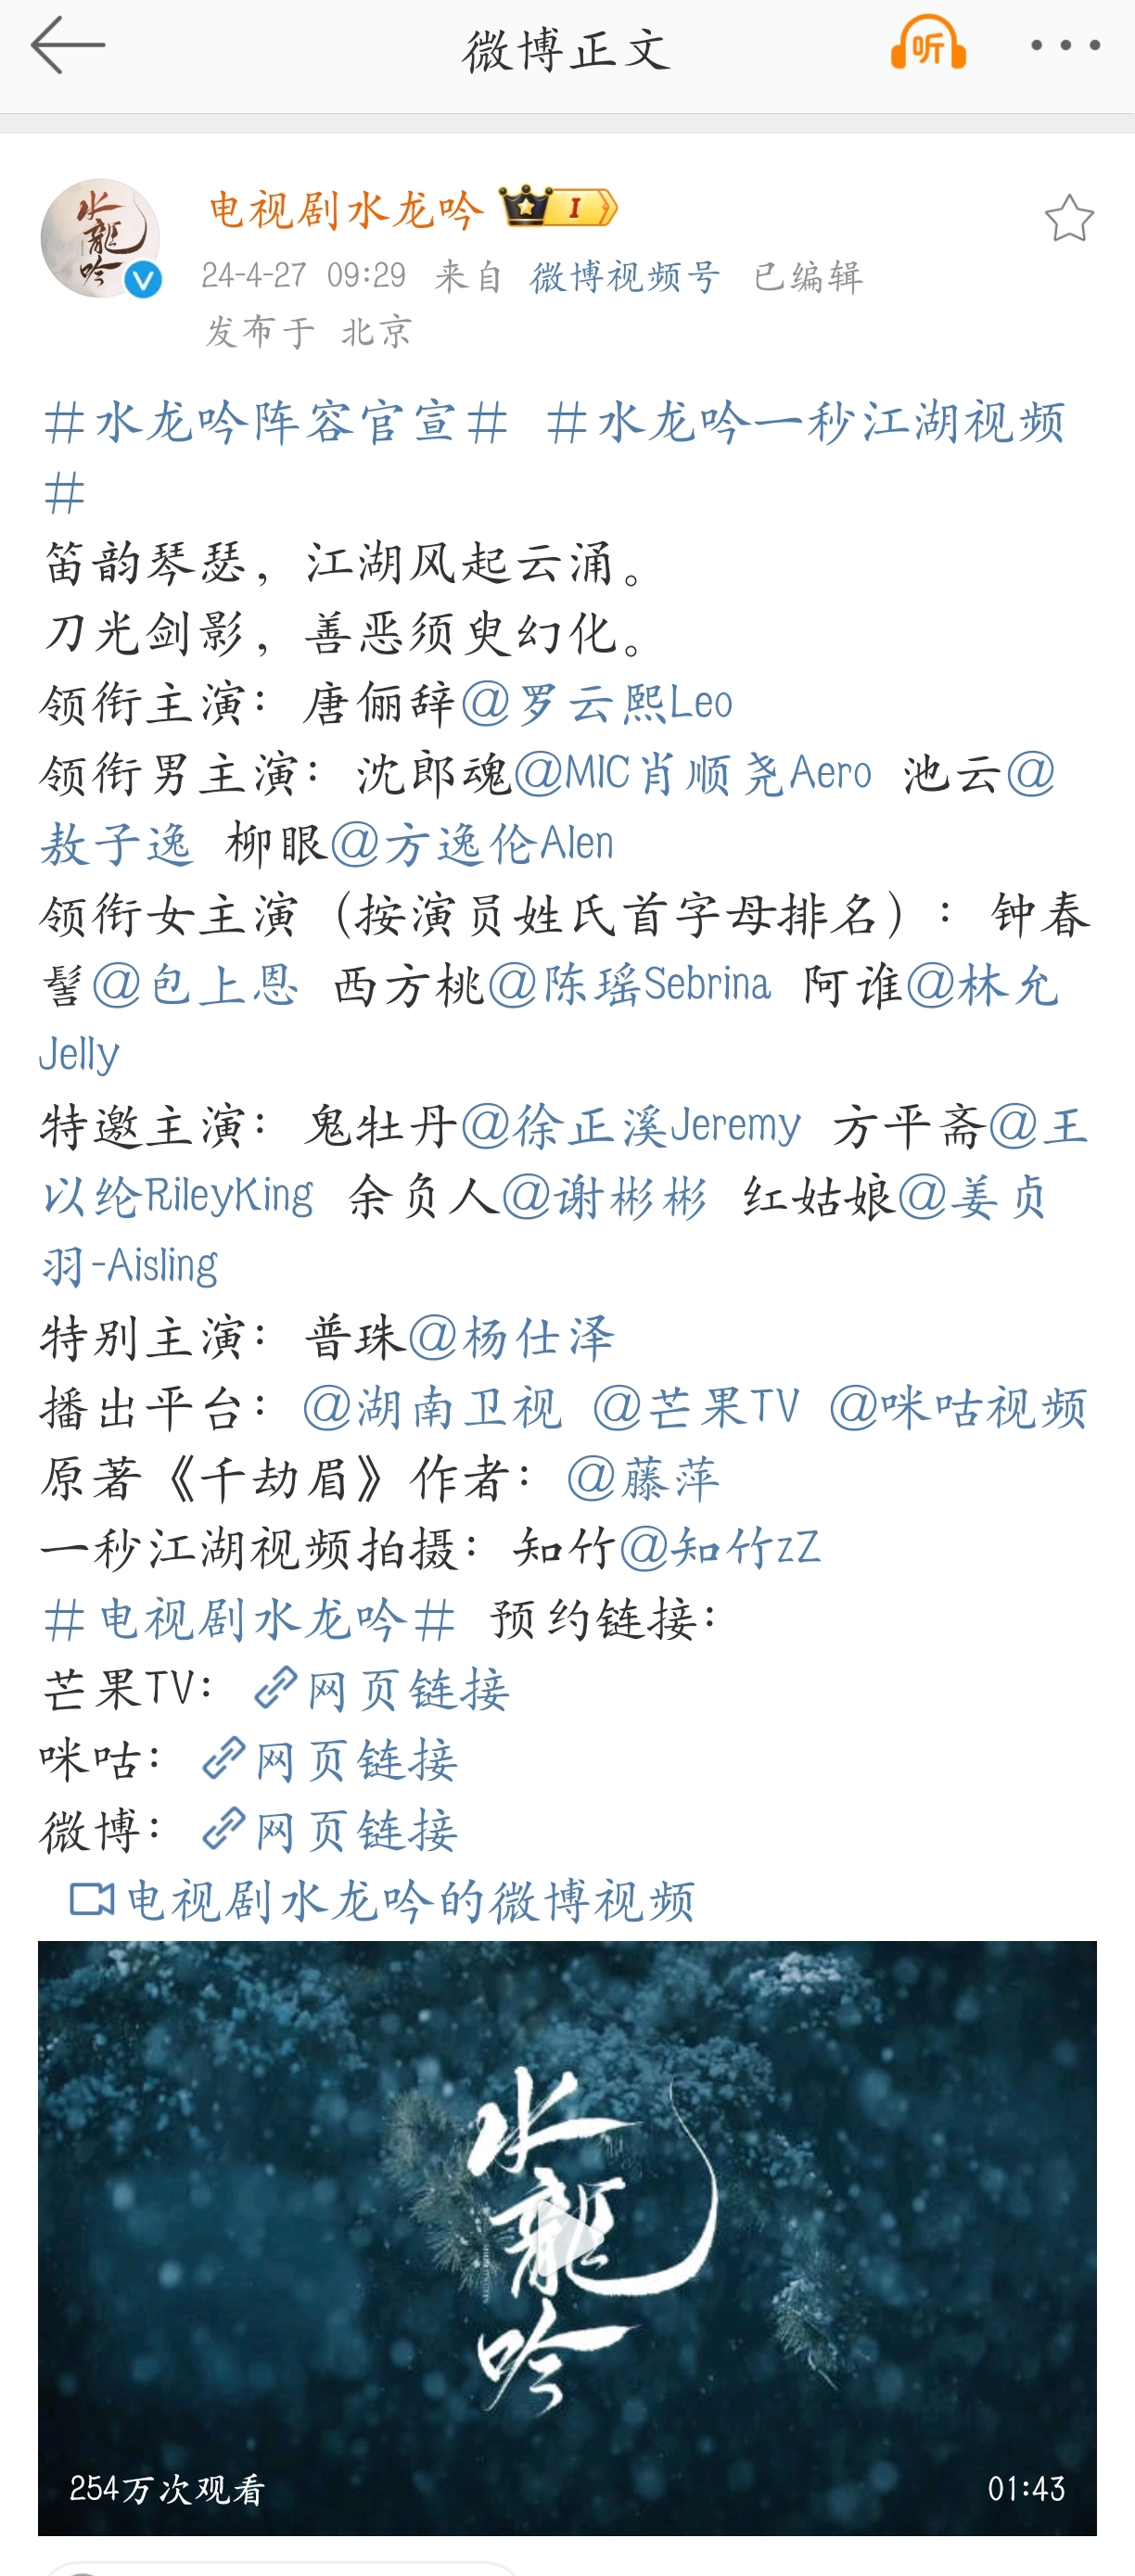 微博正文
听
水龍吟
电视剧水龙吟 I
24-4-27 09:29 来自 微博视频号 已编辑
发布于 北京
#水龙吟阵容官宣# #水龙吟一秒江湖视频
#
笛韵琴瑟，江湖风起云涌。
刀光剑影，善恶须臾幻化。
领衔主演：唐俪辞@罗云熙Leo
领衔男主演：沈郎魂@MIC肖顺尧Aero 池云@
敖子逸 柳眼@方逸伦Alen
领衔女主演（按演员姓氏首字母排名）：钟春
髻@包上恩 西方桃@陈瑶Sebrina 阿谁@林允
Jelly
特邀主演：鬼牡丹@徐正溪Jeremy 方平斋@王
以纶RileyKing 余负人@谢彬彬 红姑娘@姜贞
羽-Aisling
特别主演：普珠@杨仕泽
播出平台：@湖南卫视 @芒果TV @咪咕视频
原著《千劫眉》作者：@藤萍
一秒江湖视频拍摄：知竹@知竹zZ
#电视剧水龙吟# 预约链接：
芒果TV：网页链接
咪咕：网页链接
微博：网页链接
电视剧水龙吟的微博视频
水龍吟
254万次观看 01:43